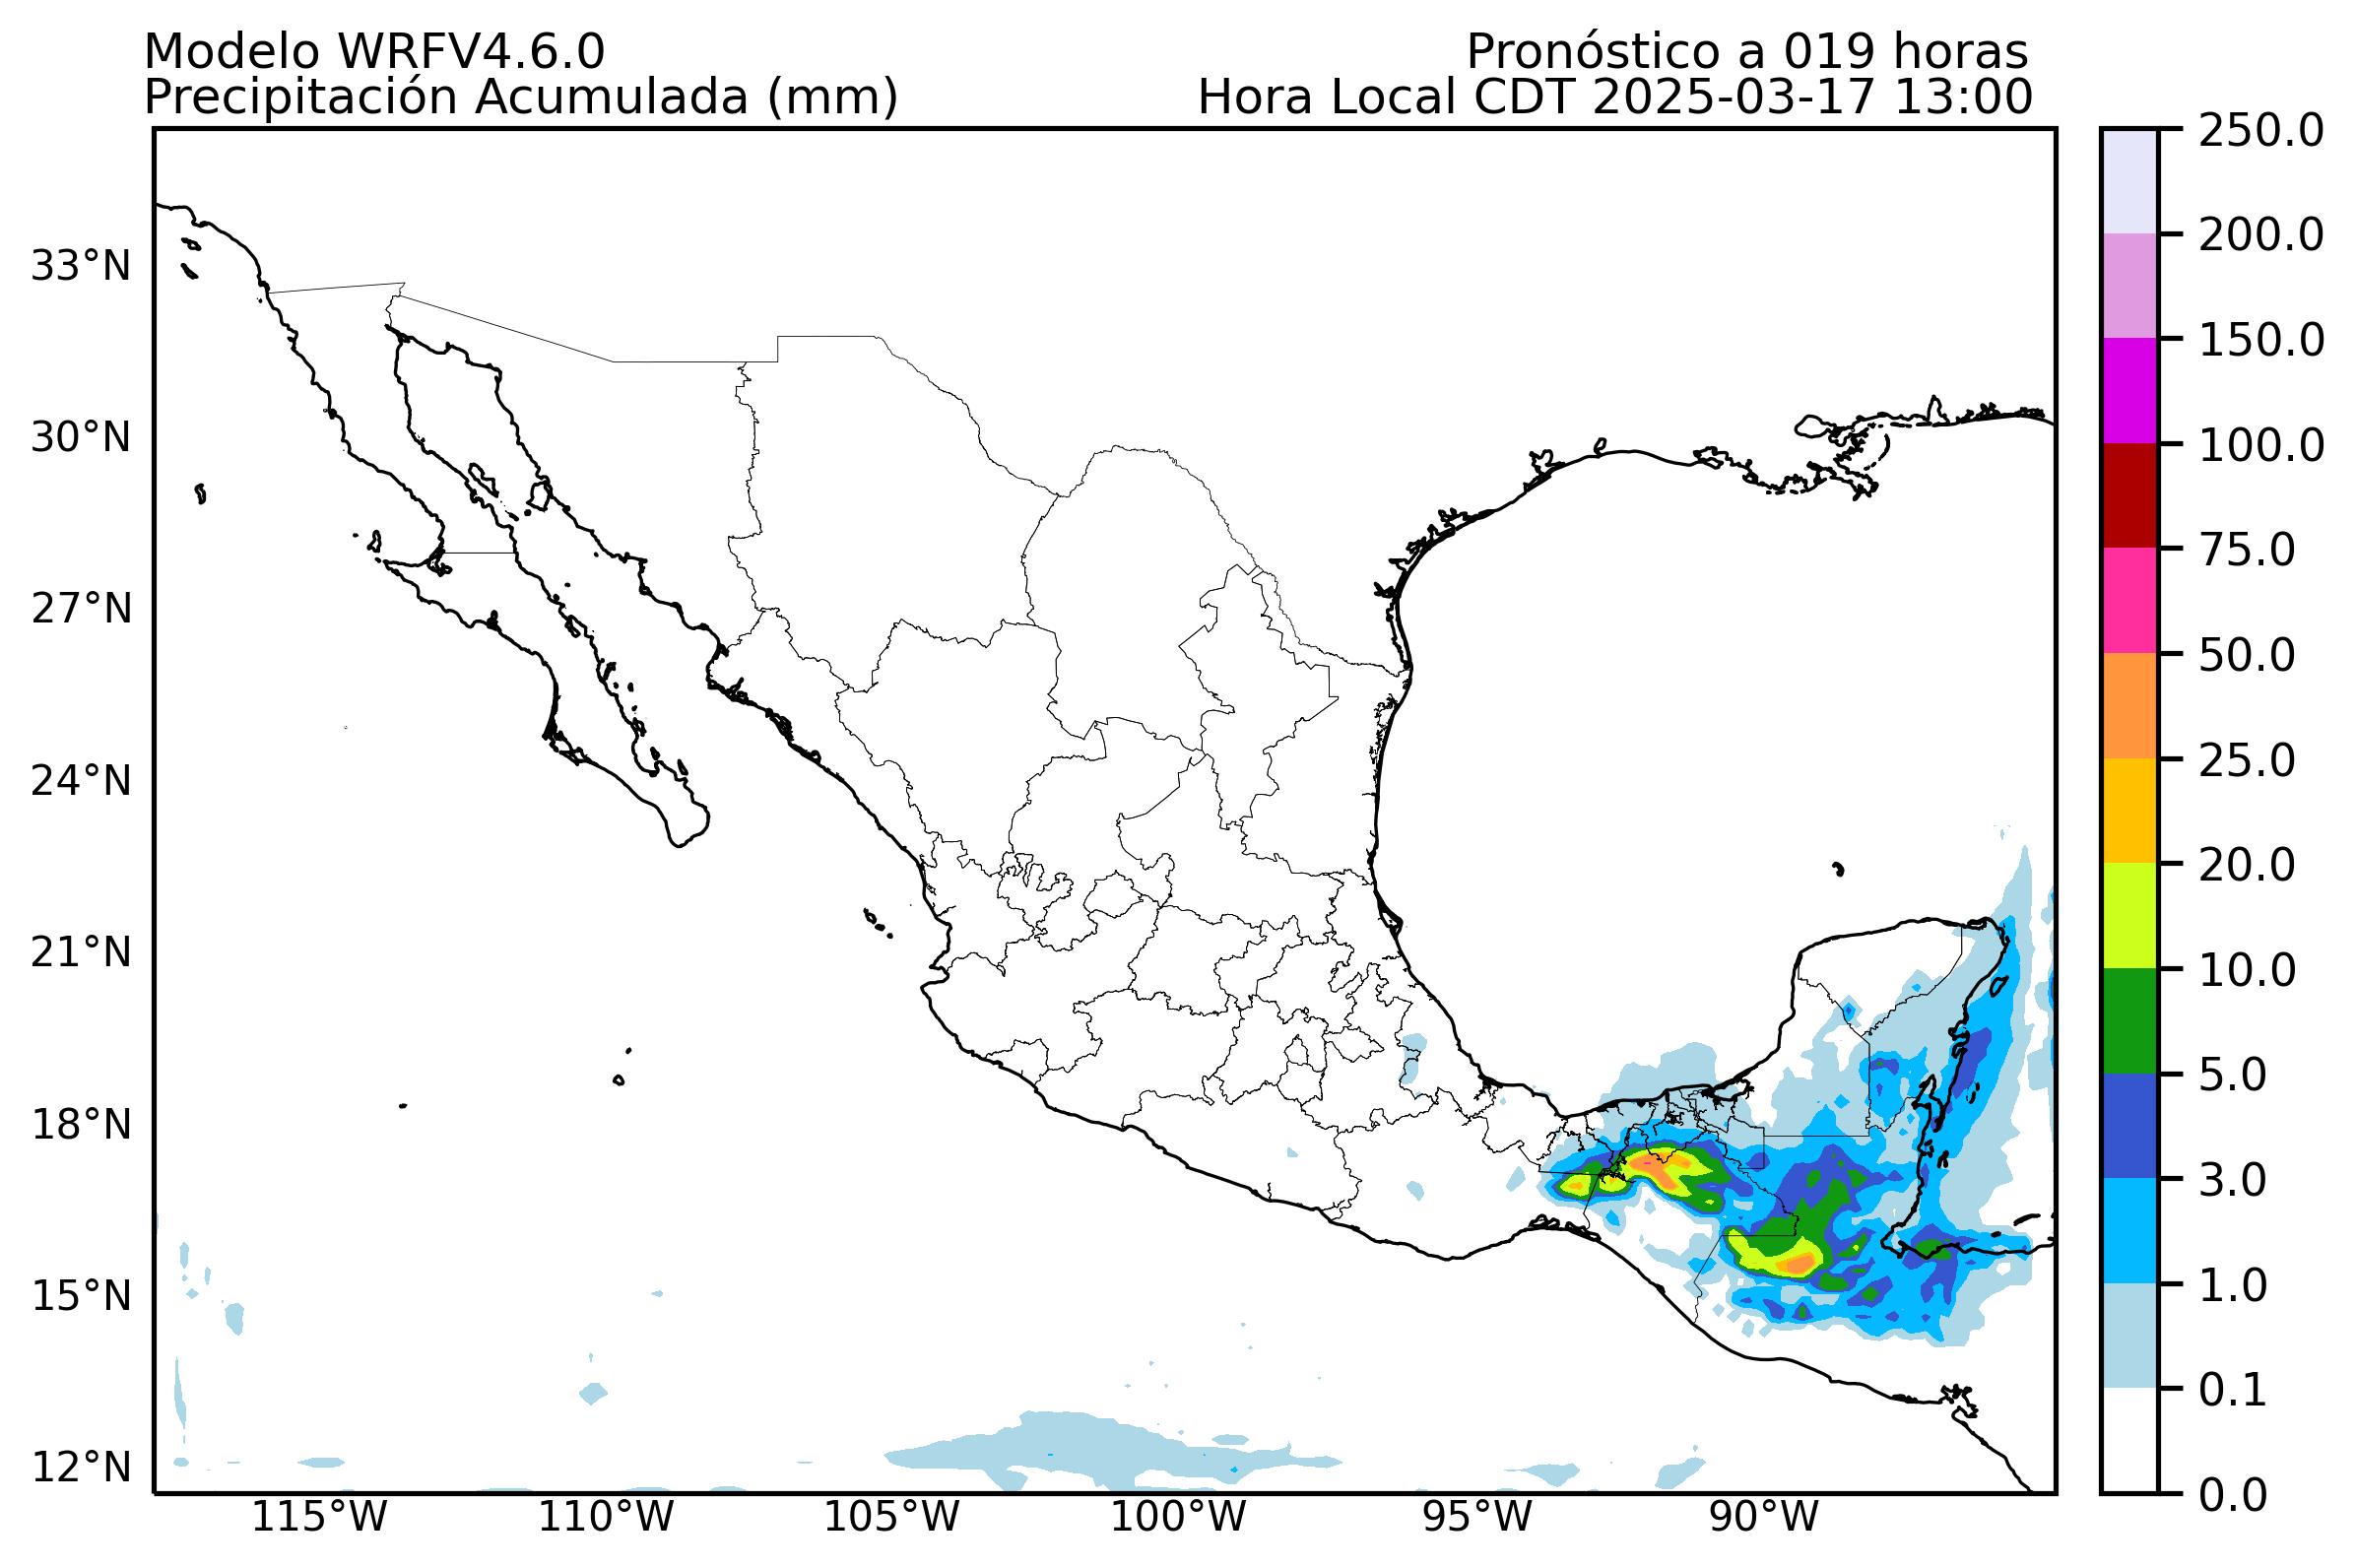 Modelo WRFV4.6.0
Pronóstico a 019 horas
Precipitación Acumulada (mm)
Hora Local CDT 2025-03-17 13:00
33°N
30°N
27°N
24°N
21°N
18°N
15°N
12°N
115°W
110°W
105°W
100°W
95°W
90°W
250.0
200.0
150.0
100.0
75.0
50.0
25.0
20.0
10.0
5.0
3.0
1.0
0.1
0.0